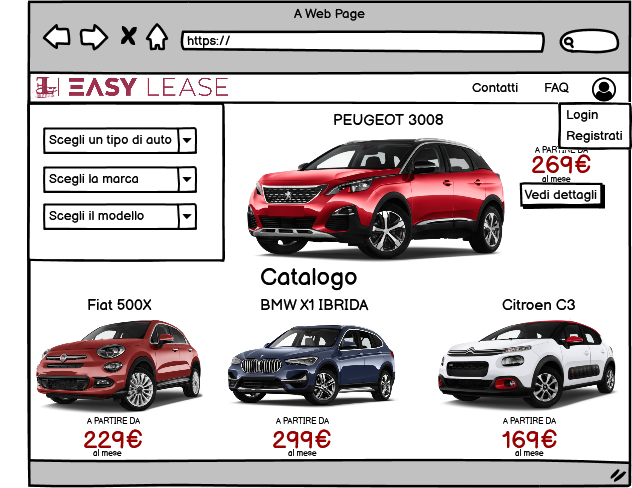 A Web Page
https://
EASY LEASE
Contatti
FAQ
Login
Registrati
Scegli un tipo di auto
Scegli la marca
Scegli il modello
PEUGEOT 3008
A PARTIRE DA
269€
al mese
Vedi dettagli
Catalogo
Fiat 500X
BMW X1 IBRIDA
Citroen C3
A PARTIRE DA
229€
al mese
A PARTIRE DA
299€
al mese
A PARTIRE DA
169€
al mese